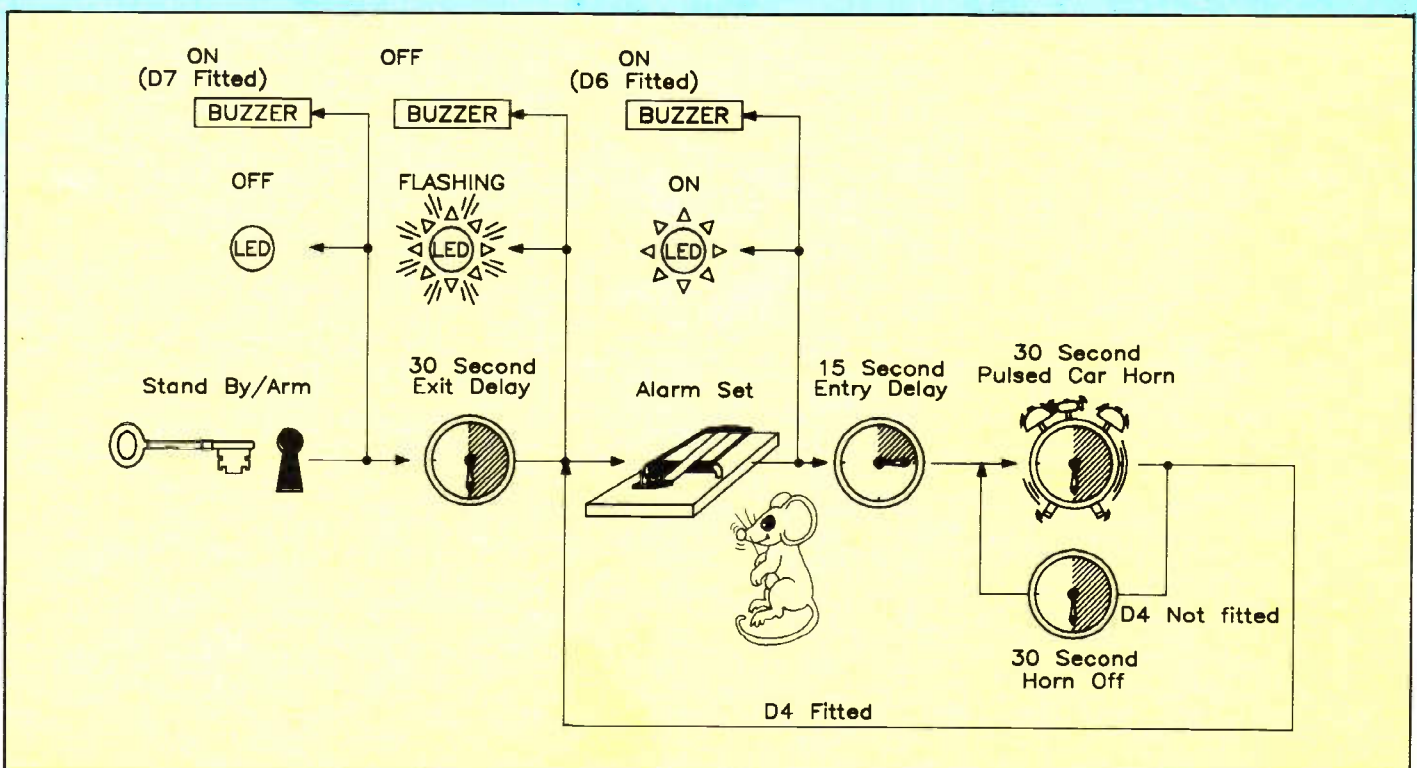 ON
(D7 Fitted)
BUZZER
OFF
BUZZER
ON
(D6 Fitted)
BUZZER
OFF
LED
FLASHING
LED
ON
LED
Stand By/Arm
30 Second
Exit Delay
Alarm Set
15 Second
Entry Delay
30 Second
Pulsed Car Horn
D4 Not fitted
30 Second
Horn Off
D4 Fitted